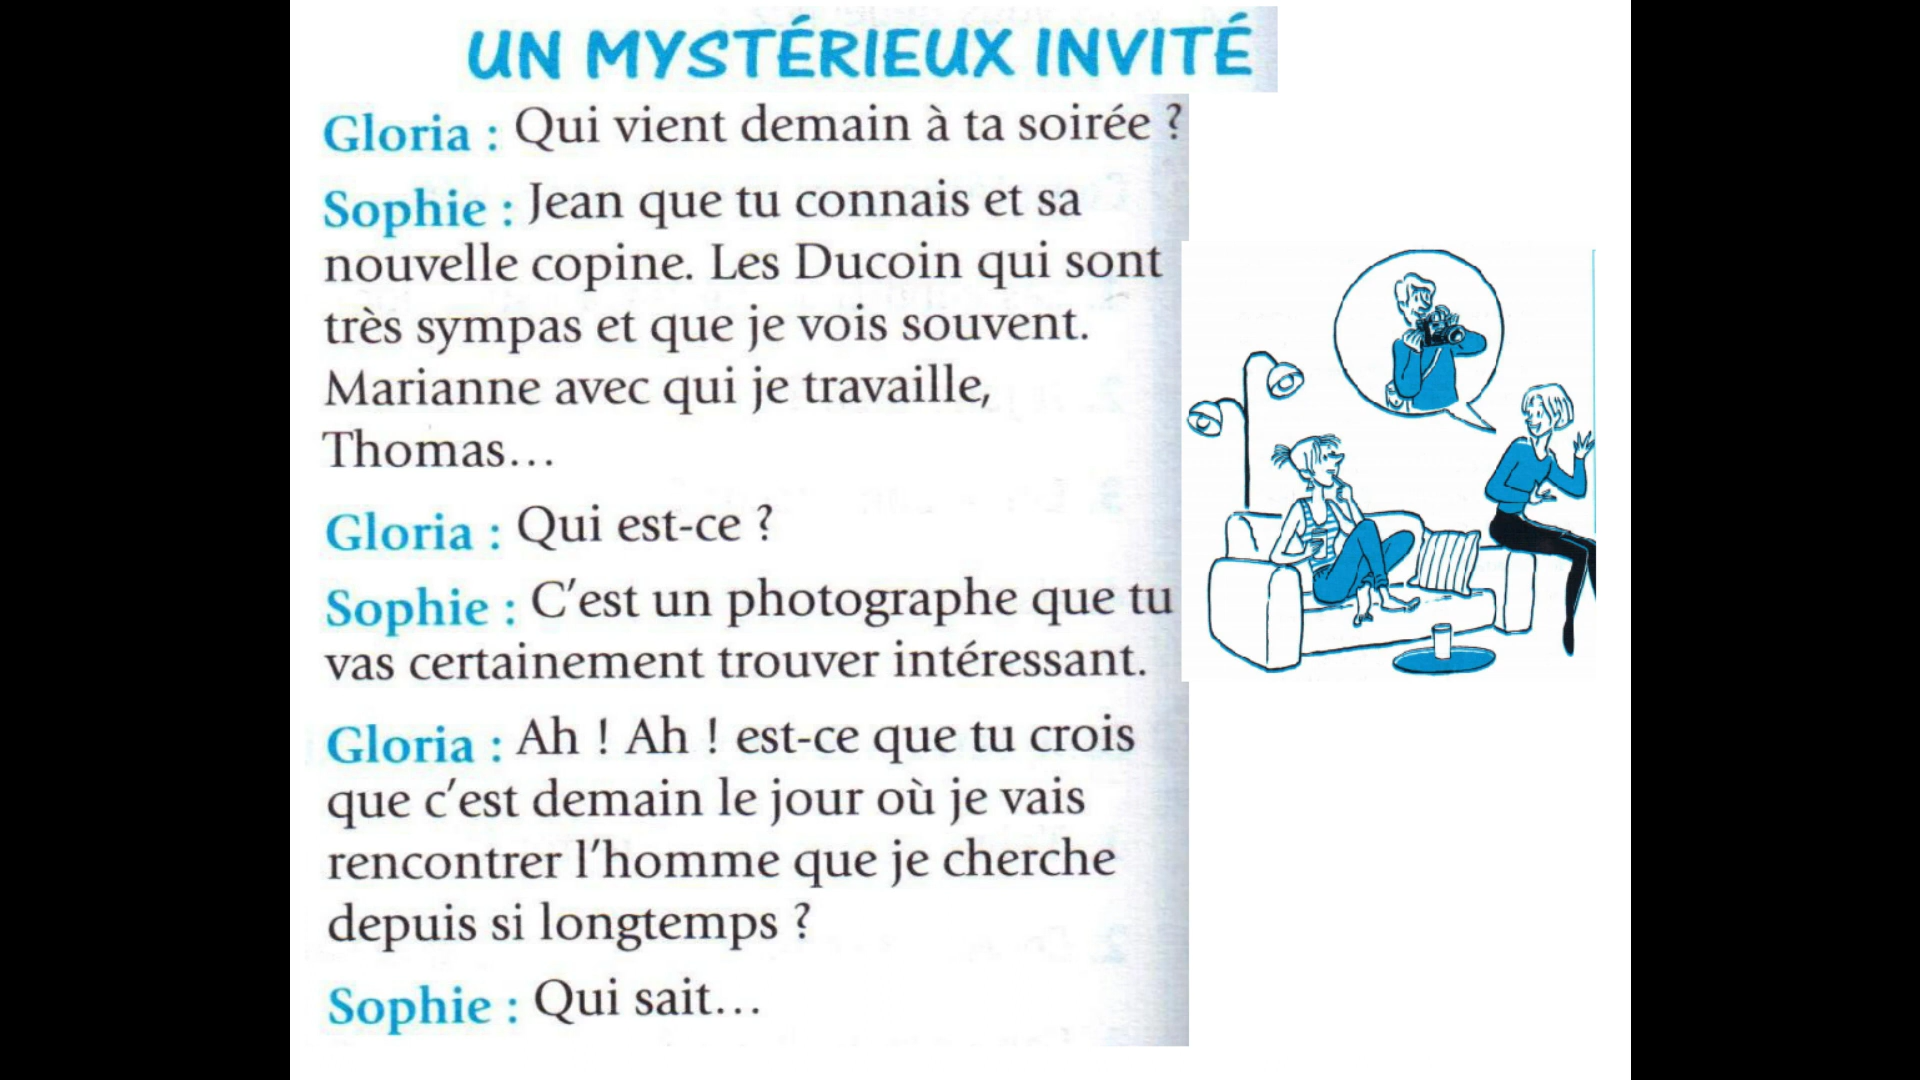 UN MYSTÉRIEUX INVITÉ
Gloria : Qui vient demain à ta soirée ?
Sophie : Jean que tu connais et sa
nouvelle copine. Les Ducoin qui sont
très sympas et que je vois souvent.
Marianne avec qui je travaille,
Thomas…
Gloria : Qui est-ce ?
Sophie : C’est un photographe que tu
vas certainement trouver intéressant.
Gloria : Ah ! Ah ! est-ce que tu crois
que c’est demain le jour où je vais
rencontrer l’homme que je cherche
depuis si longtemps ?
Sophie : Qui sait…